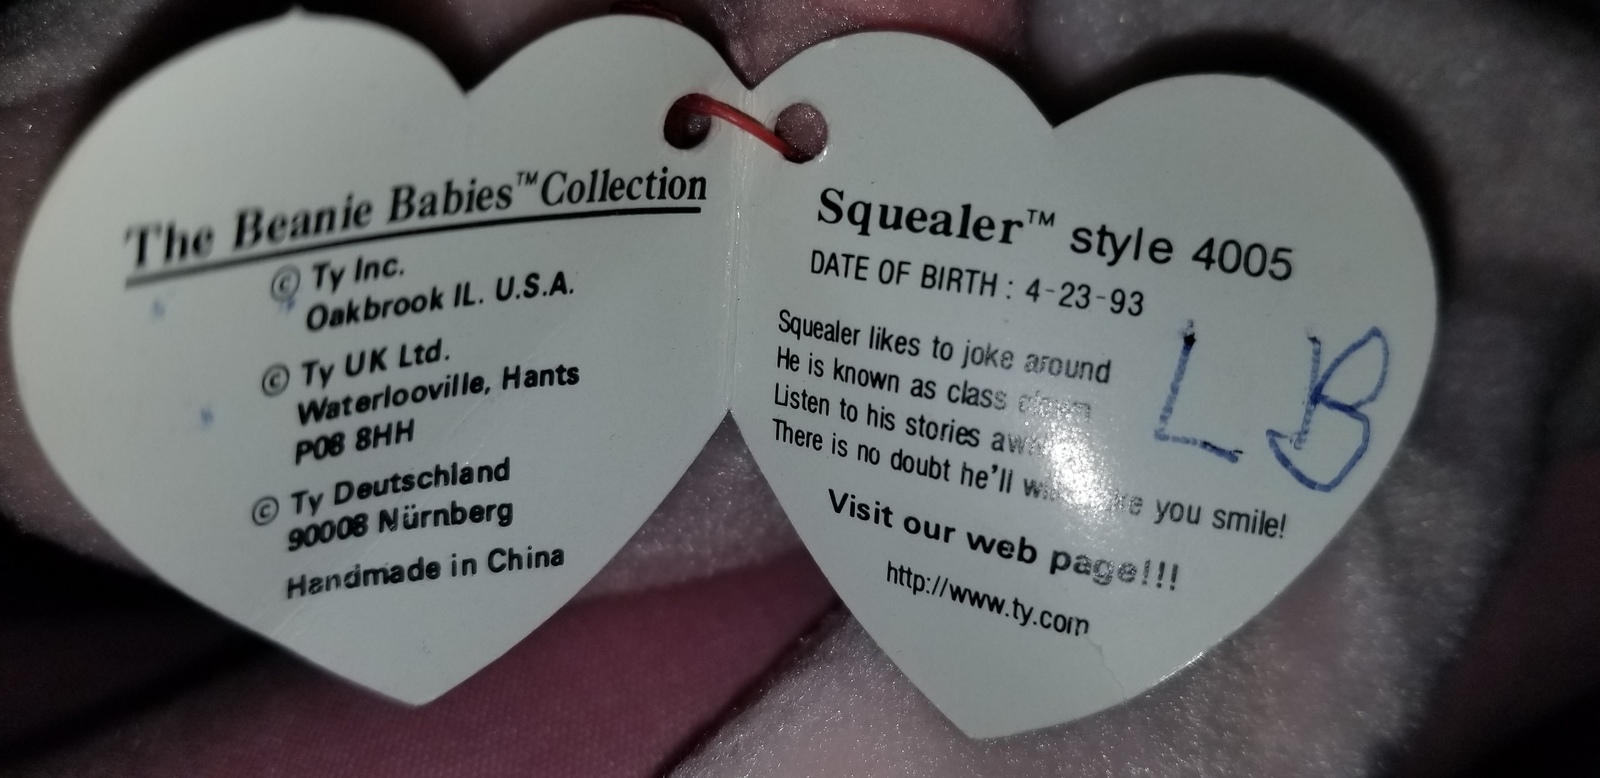 The Beanie Babies™ Collection
© Ty Inc.
Oakbrook IL. U.S.A.
© Ty UK Ltd.
Waterlooville, Hants
P08 8HH
© Ty Deutschland
90008 Nürnberg
Handmade in China
Squealer™ style 4005
DATE OF BIRTH : 4-23-93
Squealer likes to joke around
He is known as class clown
Listen to his stories
There is no doubt he'll you smile!
Visit our web page!!!
http://www.ty.com
L B